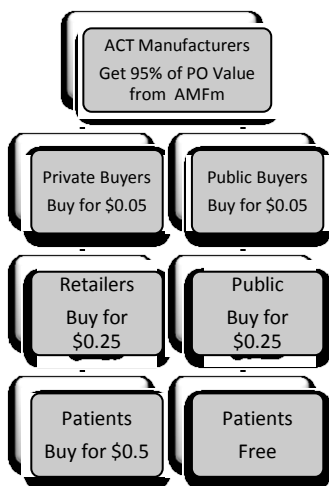 ACT Manufacturers
Get 95% of PO Value
from AMFm
Private Buyers
Buy for $0.05
Public Buyers
Buy for $0.05
Retailers
Buy for
$0.25
Public
Buy for
$0.25
Patients
Buy for $0.5
Patients
Free